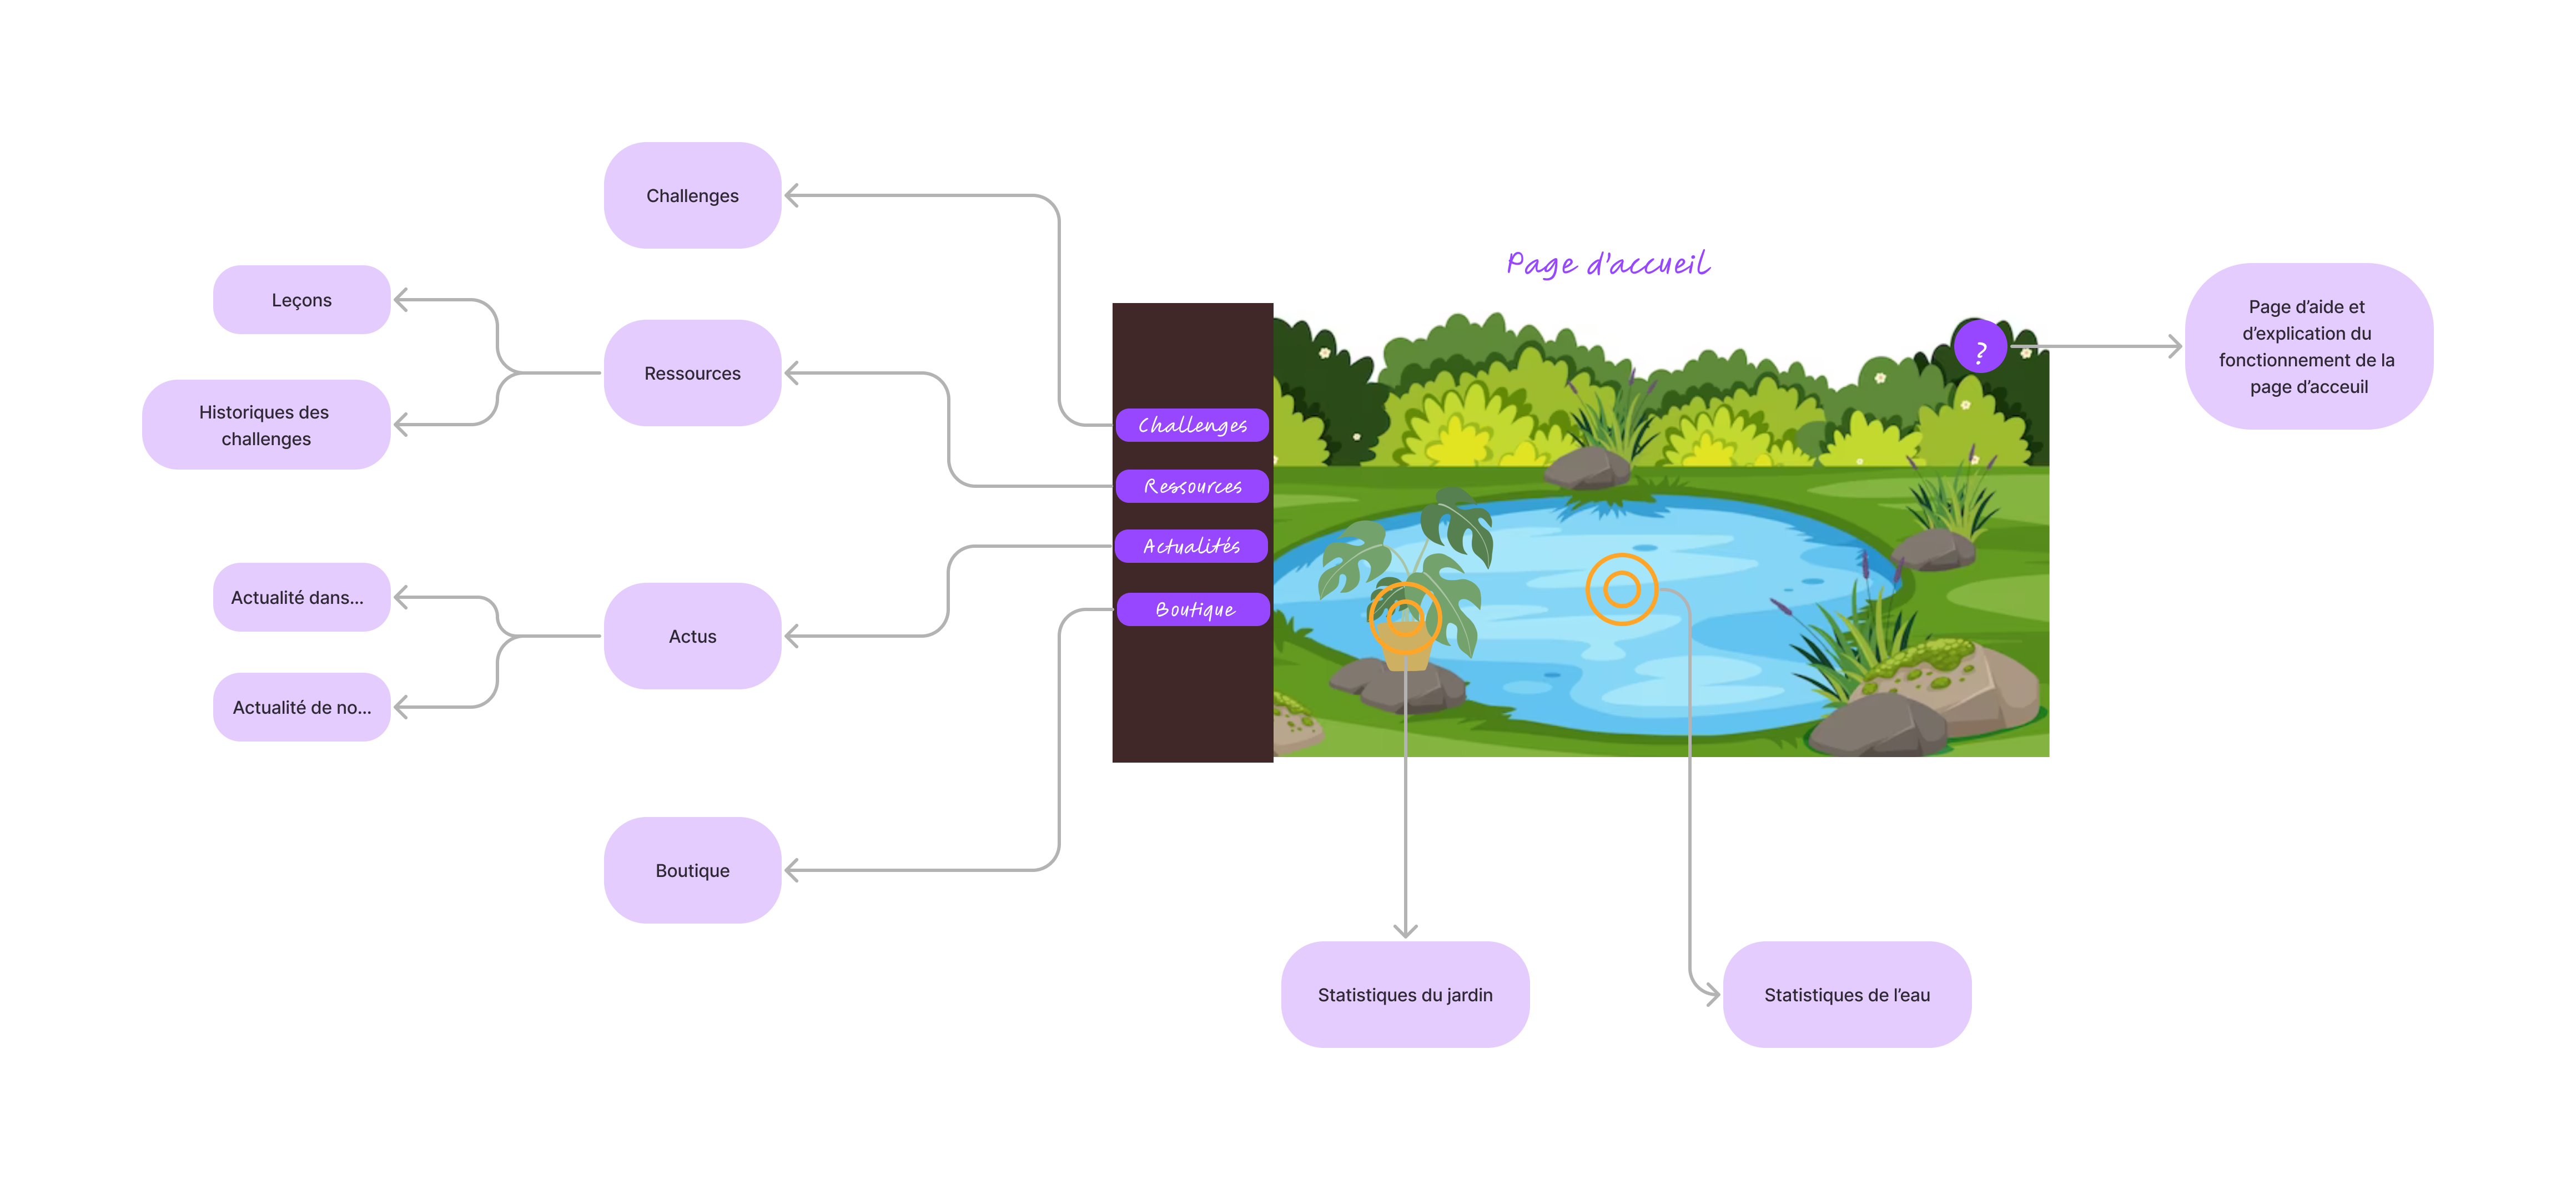 Challenges
Leçons
Ressources
Historiques des
challenges
Actualité dans...
Actus
Actualité de no...
Boutique
Page d'accueil
Challenges
Ressources
Actualités
Boutique
?
Page d’aide et
d’explication du
fonctionnement de la
page d’acceuil
Statistiques du jardin
Statistiques de l’eau